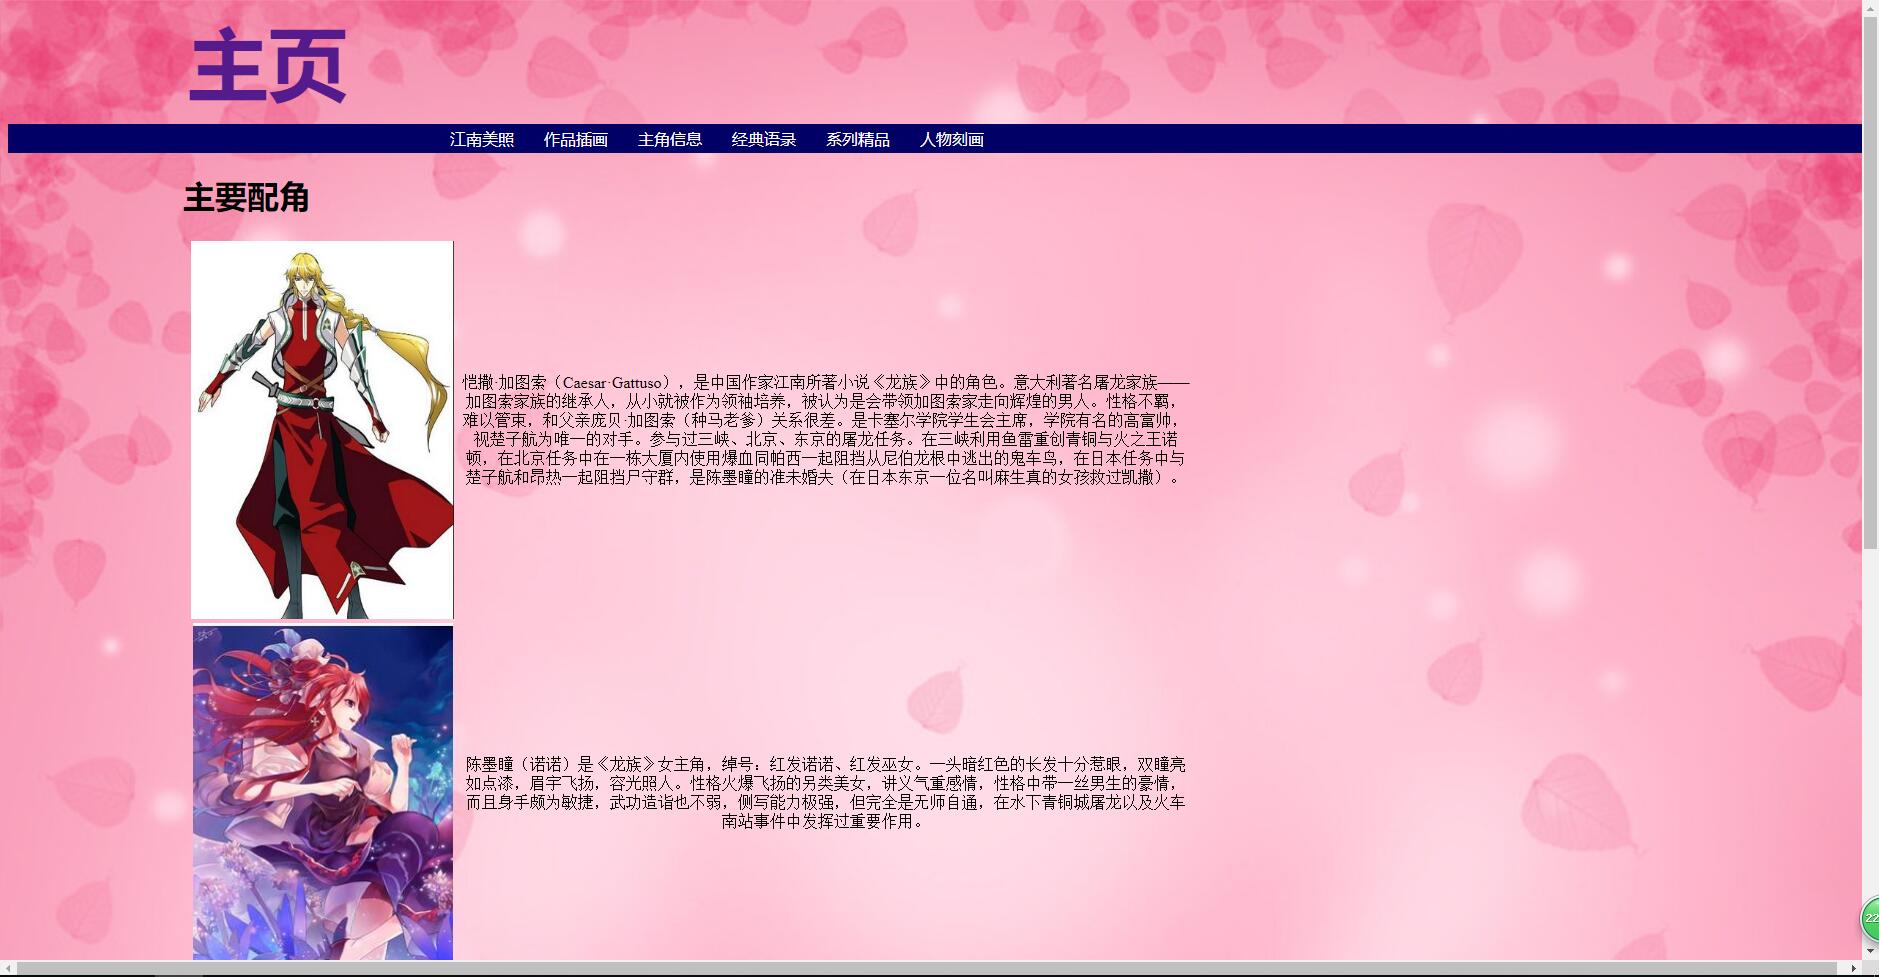 主页
江南美照 作品插画 主角信息 经典语录 系列精品 人物刻画
主要配角
恺撒·加图索（Caesar·Gattuso），是中国作家江南所著小说《龙族》中的角色。意大利著名屠龙家族——
加图索家族的继承人，从小就被作为领袖培养，被认为是会带领加图索家走向辉煌的男人。性格不羁，
难以管束，和父亲庞贝·加图索（种马老爹）关系很差。是卡塞尔学院学生会主席，学院有名的高富帅，
视楚子航为唯一的对手。参与过三峡、北京、东京的屠龙任务。在三峡利用鱼雷重创青铜与火之王诺
顿，在北京任务中在一栋大厦内使用爆血同帕西一起阻挡从尼伯龙根中逃出的鬼车鸟，在日本任务中与
楚子航和昂热一起阻挡尸守群，是陈墨瞳的准未婚夫（在日本东京一位名叫麻生真的女孩救过凯撒）。
陈墨瞳（诺诺）是《龙族》女主角，绰号：红发诺诺、红发巫女。一头暗红色的长发十分惹眼，双瞳亮
如点漆，眉宇飞扬，容光照人。性格火爆飞扬的另类美女，讲义气重感情，性格中带一丝男生的豪情，
而且身手颇为敏捷，武功造诣也不弱，侧写能力极强，但完全是无师自通，在水下青铜城屠龙以及火车
南站事件中发挥过重要作用。
22